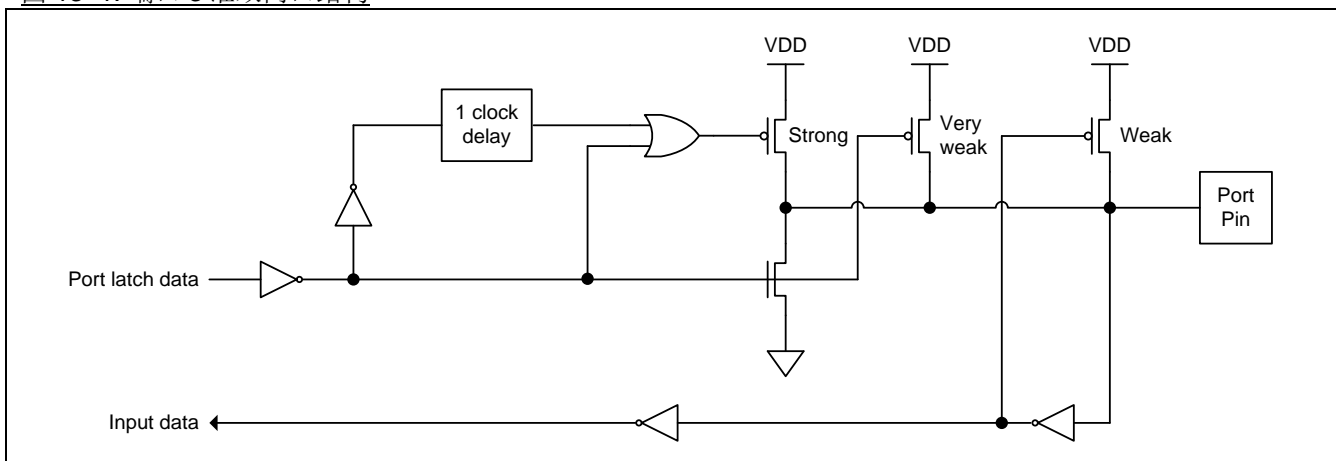 VDD
VDD
VDD
1 clock
delay
Strong
Very
weak
Weak
Port
Pin
Port latch data
Input data